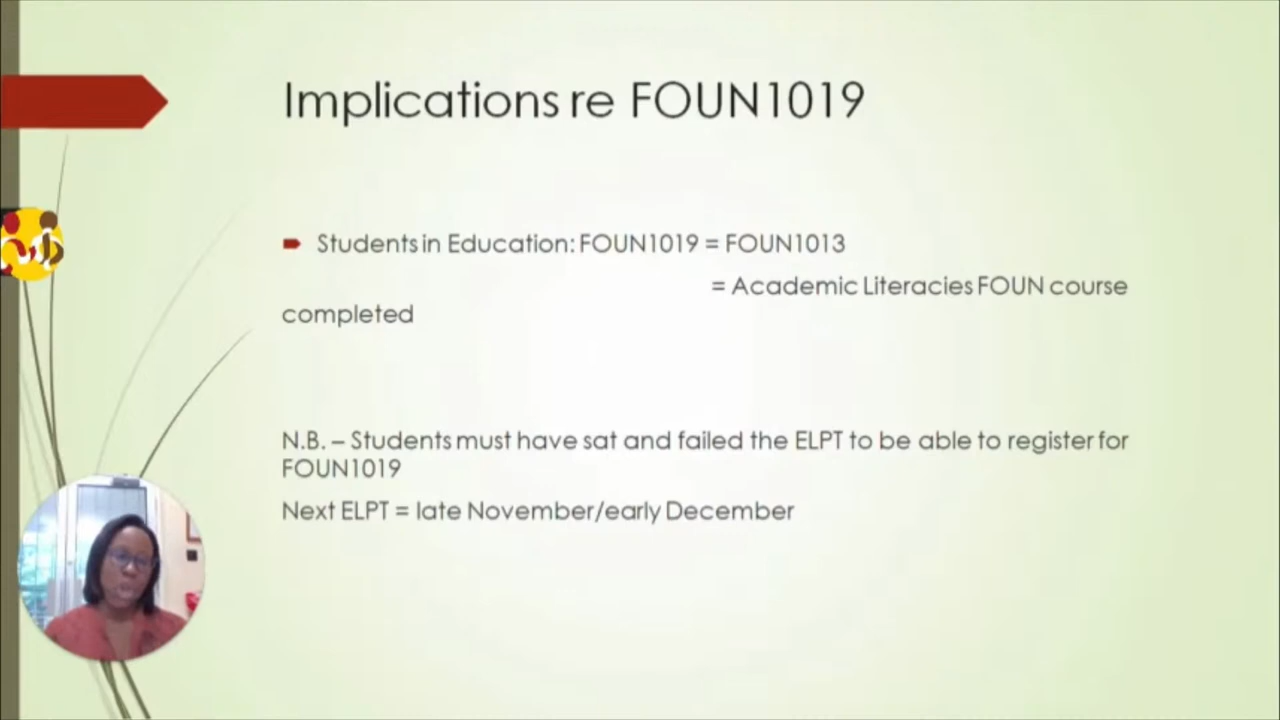 Implications re FOUN1019
Students in Education: FOUN1019 = FOUN1013
= Academic Literacies FOUN course
completed
N.B. – Students must have sat and failed the ELPT to be able to register for
FOUN1019
Next ELPT = late November/early December